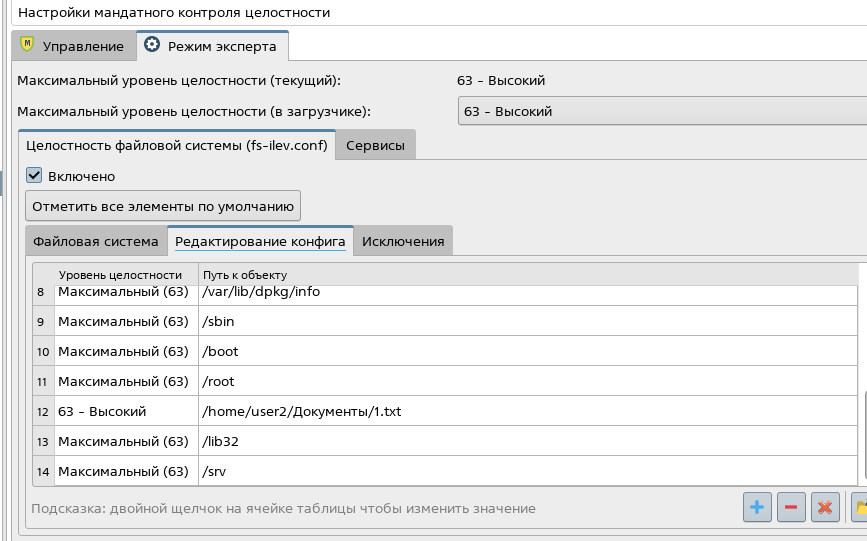 Настройки мандатного контроля целостности
Управление Режим эксперта
Максимальный уровень целостности (текущий): 63 - Высокий
Максимальный уровень целостности (в загрузчике): 63 - Высокий
Целостность файловой системы (fs-ilev.conf) Сервисы
Включено
Отметить все элементы по умолчанию
Файловая система Редактирование конфига Исключения
Уровень целостности Путь к объекту
8 Максимальный (63) /var/lib/dpkg/info
9 Максимальный (63) /sbin
10 Максимальный (63) /boot
11 Максимальный (63) /root
12 63 - Высокий /home/user2/Документы/1.txt
13 Максимальный (63) /lib32
14 Максимальный (63) /srv
Подсказка: двойной щелчок на ячейке таблицы чтобы изменить значение